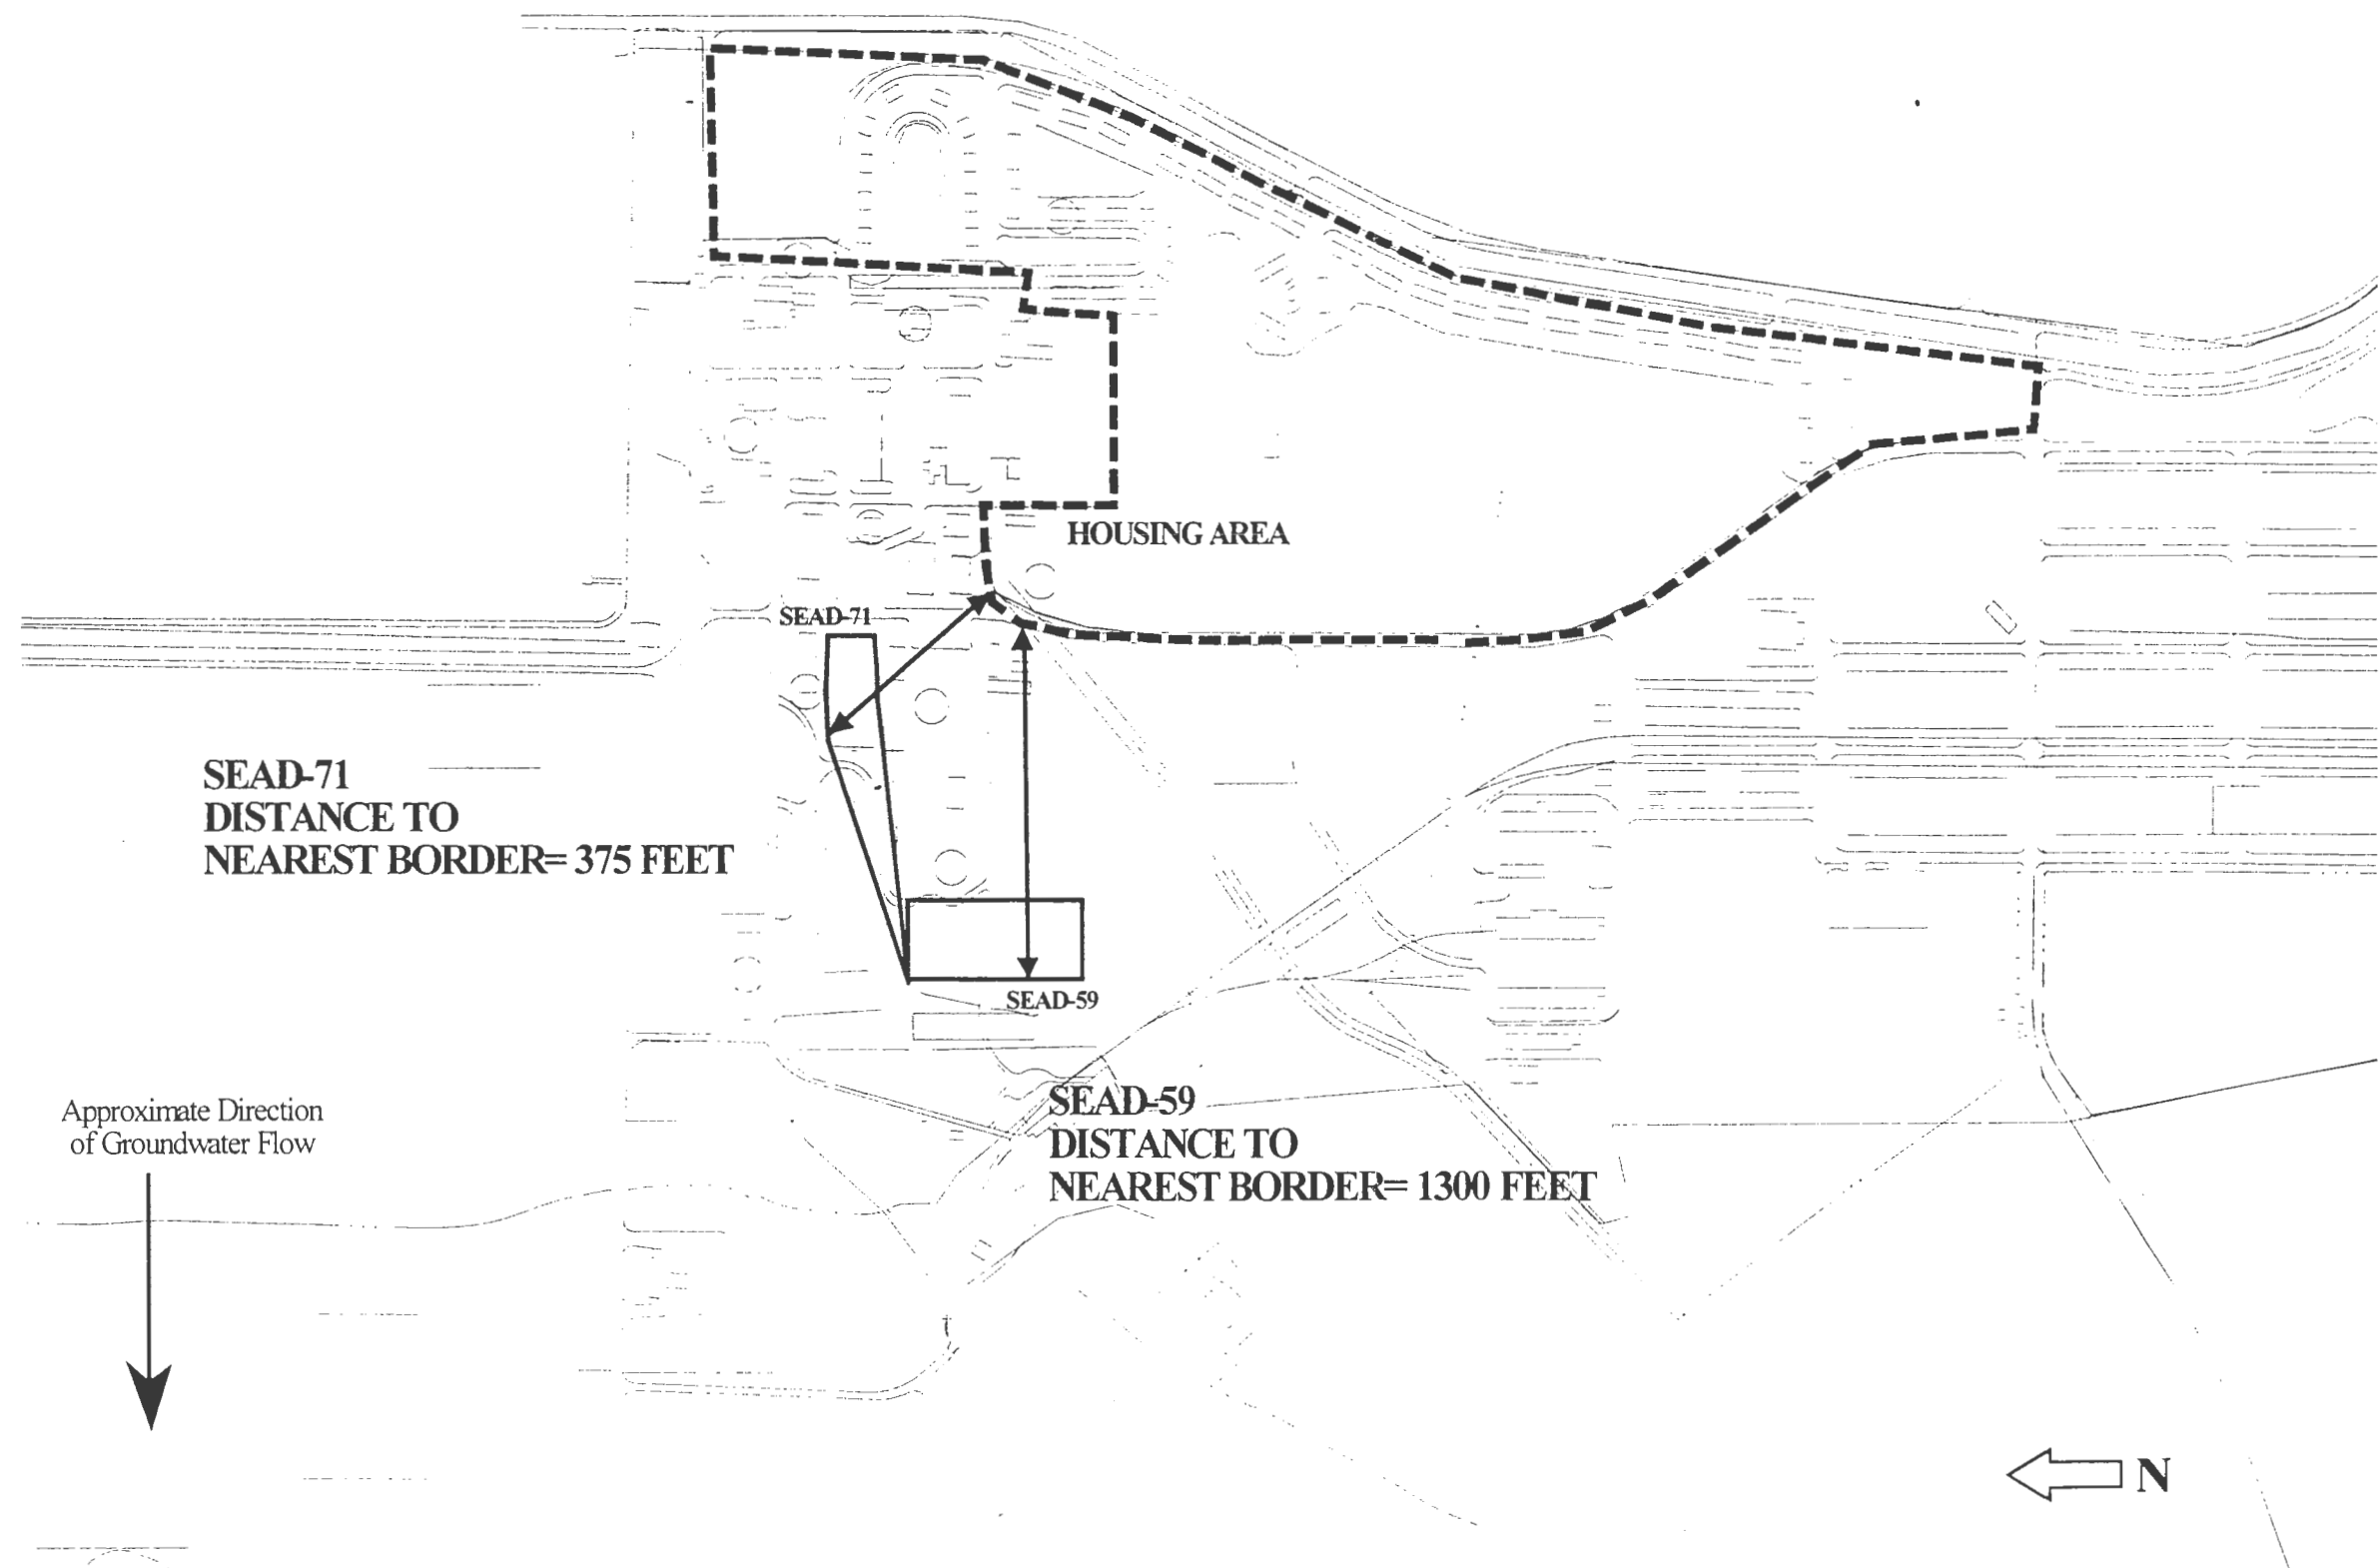 HOUSING AREA
SEAD-71
SEAD-71
DISTANCE TO
NEAREST BORDER= 375 FEET
SEAD-59
Approximate Direction
of Groundwater Flow
SEAD-59
DISTANCE TO
NEAREST BORDER= 1300 FEET
N